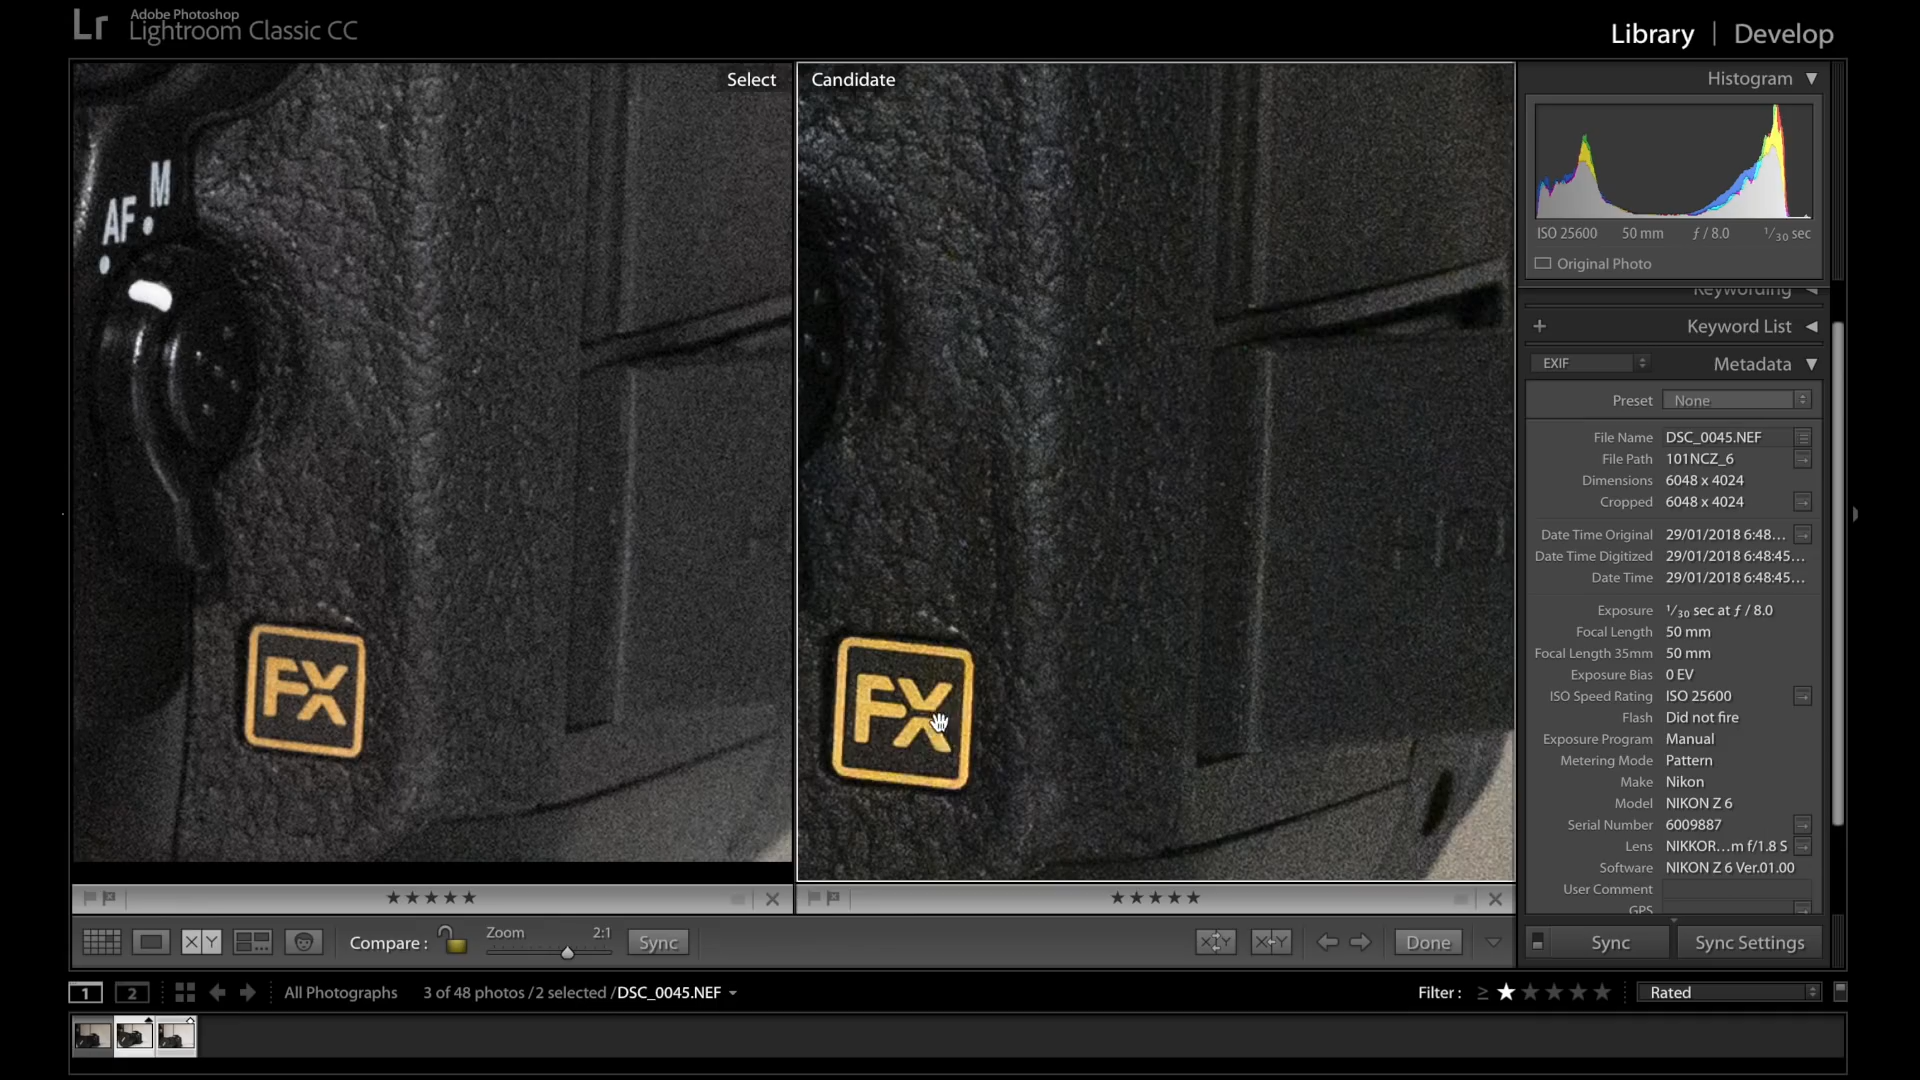 Lr Adobe Photoshop
Lightroom Classic CC
Library | Develop
Select
Candidate
M
AF
FX
FX
Histogram
ISO 25600 50 mm ƒ / 8.0 1/30 sec
Original Photo
Keywording
+ Keyword List
EXIF Metadata
Preset None
File Name DSC_0045.NEF
File Path 101NCZ_6
Dimensions 6048 x 4024
Cropped 6048 x 4024
Date Time Original 29/01/2018 6:48...
Date Time Digitized 29/01/2018 6:48:45...
Date Time 29/01/2018 6:48:45...
Exposure 1/30 sec at ƒ / 8.0
Focal Length 50 mm
Focal Length 35mm 50 mm
Exposure Bias 0 EV
ISO Speed Rating ISO 25600
Flash Did not fire
Exposure Program Manual
Metering Mode Pattern
Make Nikon
Model NIKON Z 6
Serial Number 6009887
Lens NIKKOR...m f/1.8 S
Software NIKON Z 6 Ver.01.00
User Comment
GPS
X Y Compare : Zoom 2:1 Sync
Done
Sync Sync Settings
1 2 All Photographs 3 of 48 photos / 2 selected / DSC_0045.NEF
Filter : ≥ ★ ★ ★ ★ ★ Rated